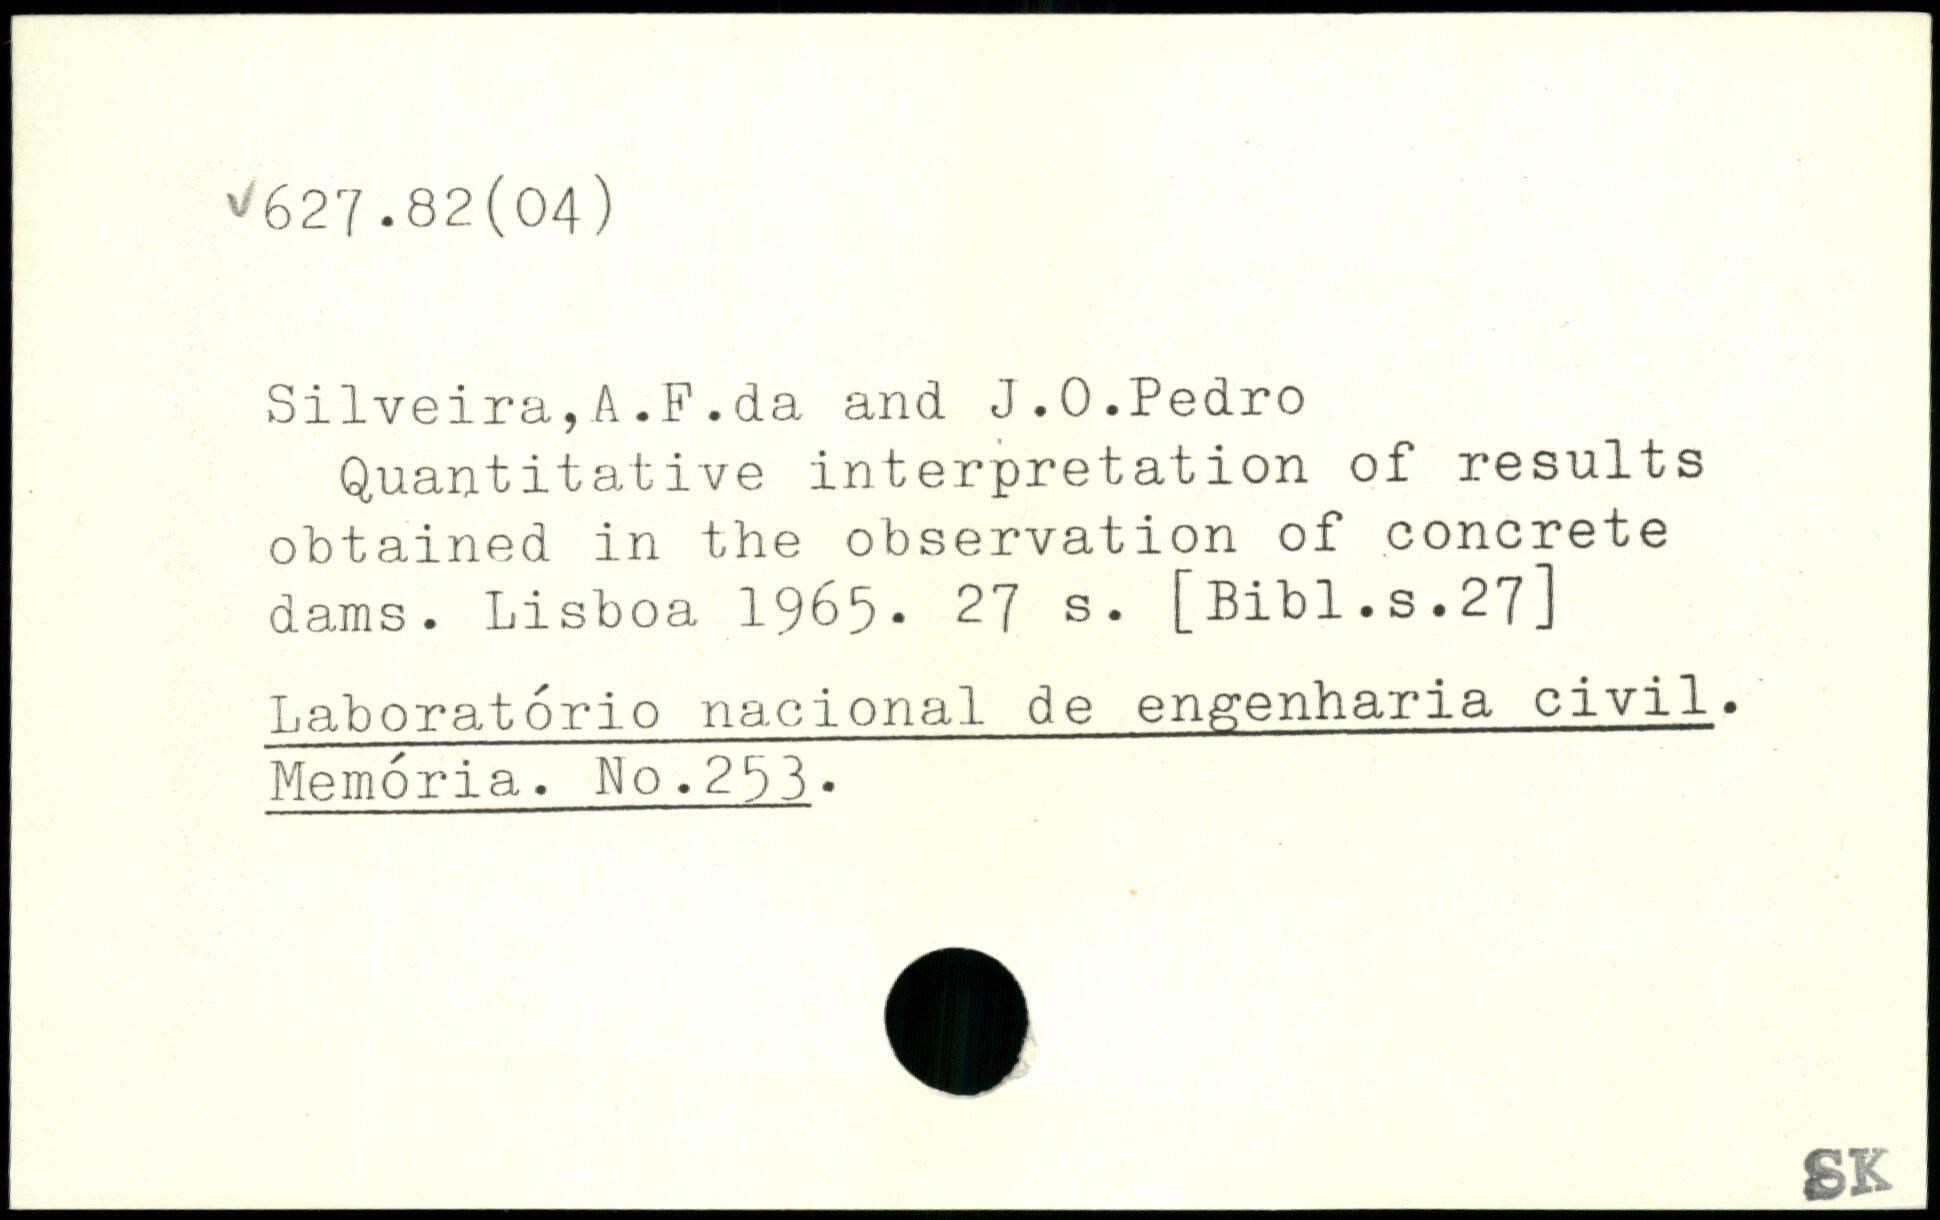 √627.82(04)
Silveira,A.F.da and J.O.Pedro
Quantitative interpretation of results
obtained in the observation of concrete
dams. Lisboa 1965. 27 s. [Bibl.s.27]
Laboratório nacional de engenharia civil.
Memória. No.253.
SK